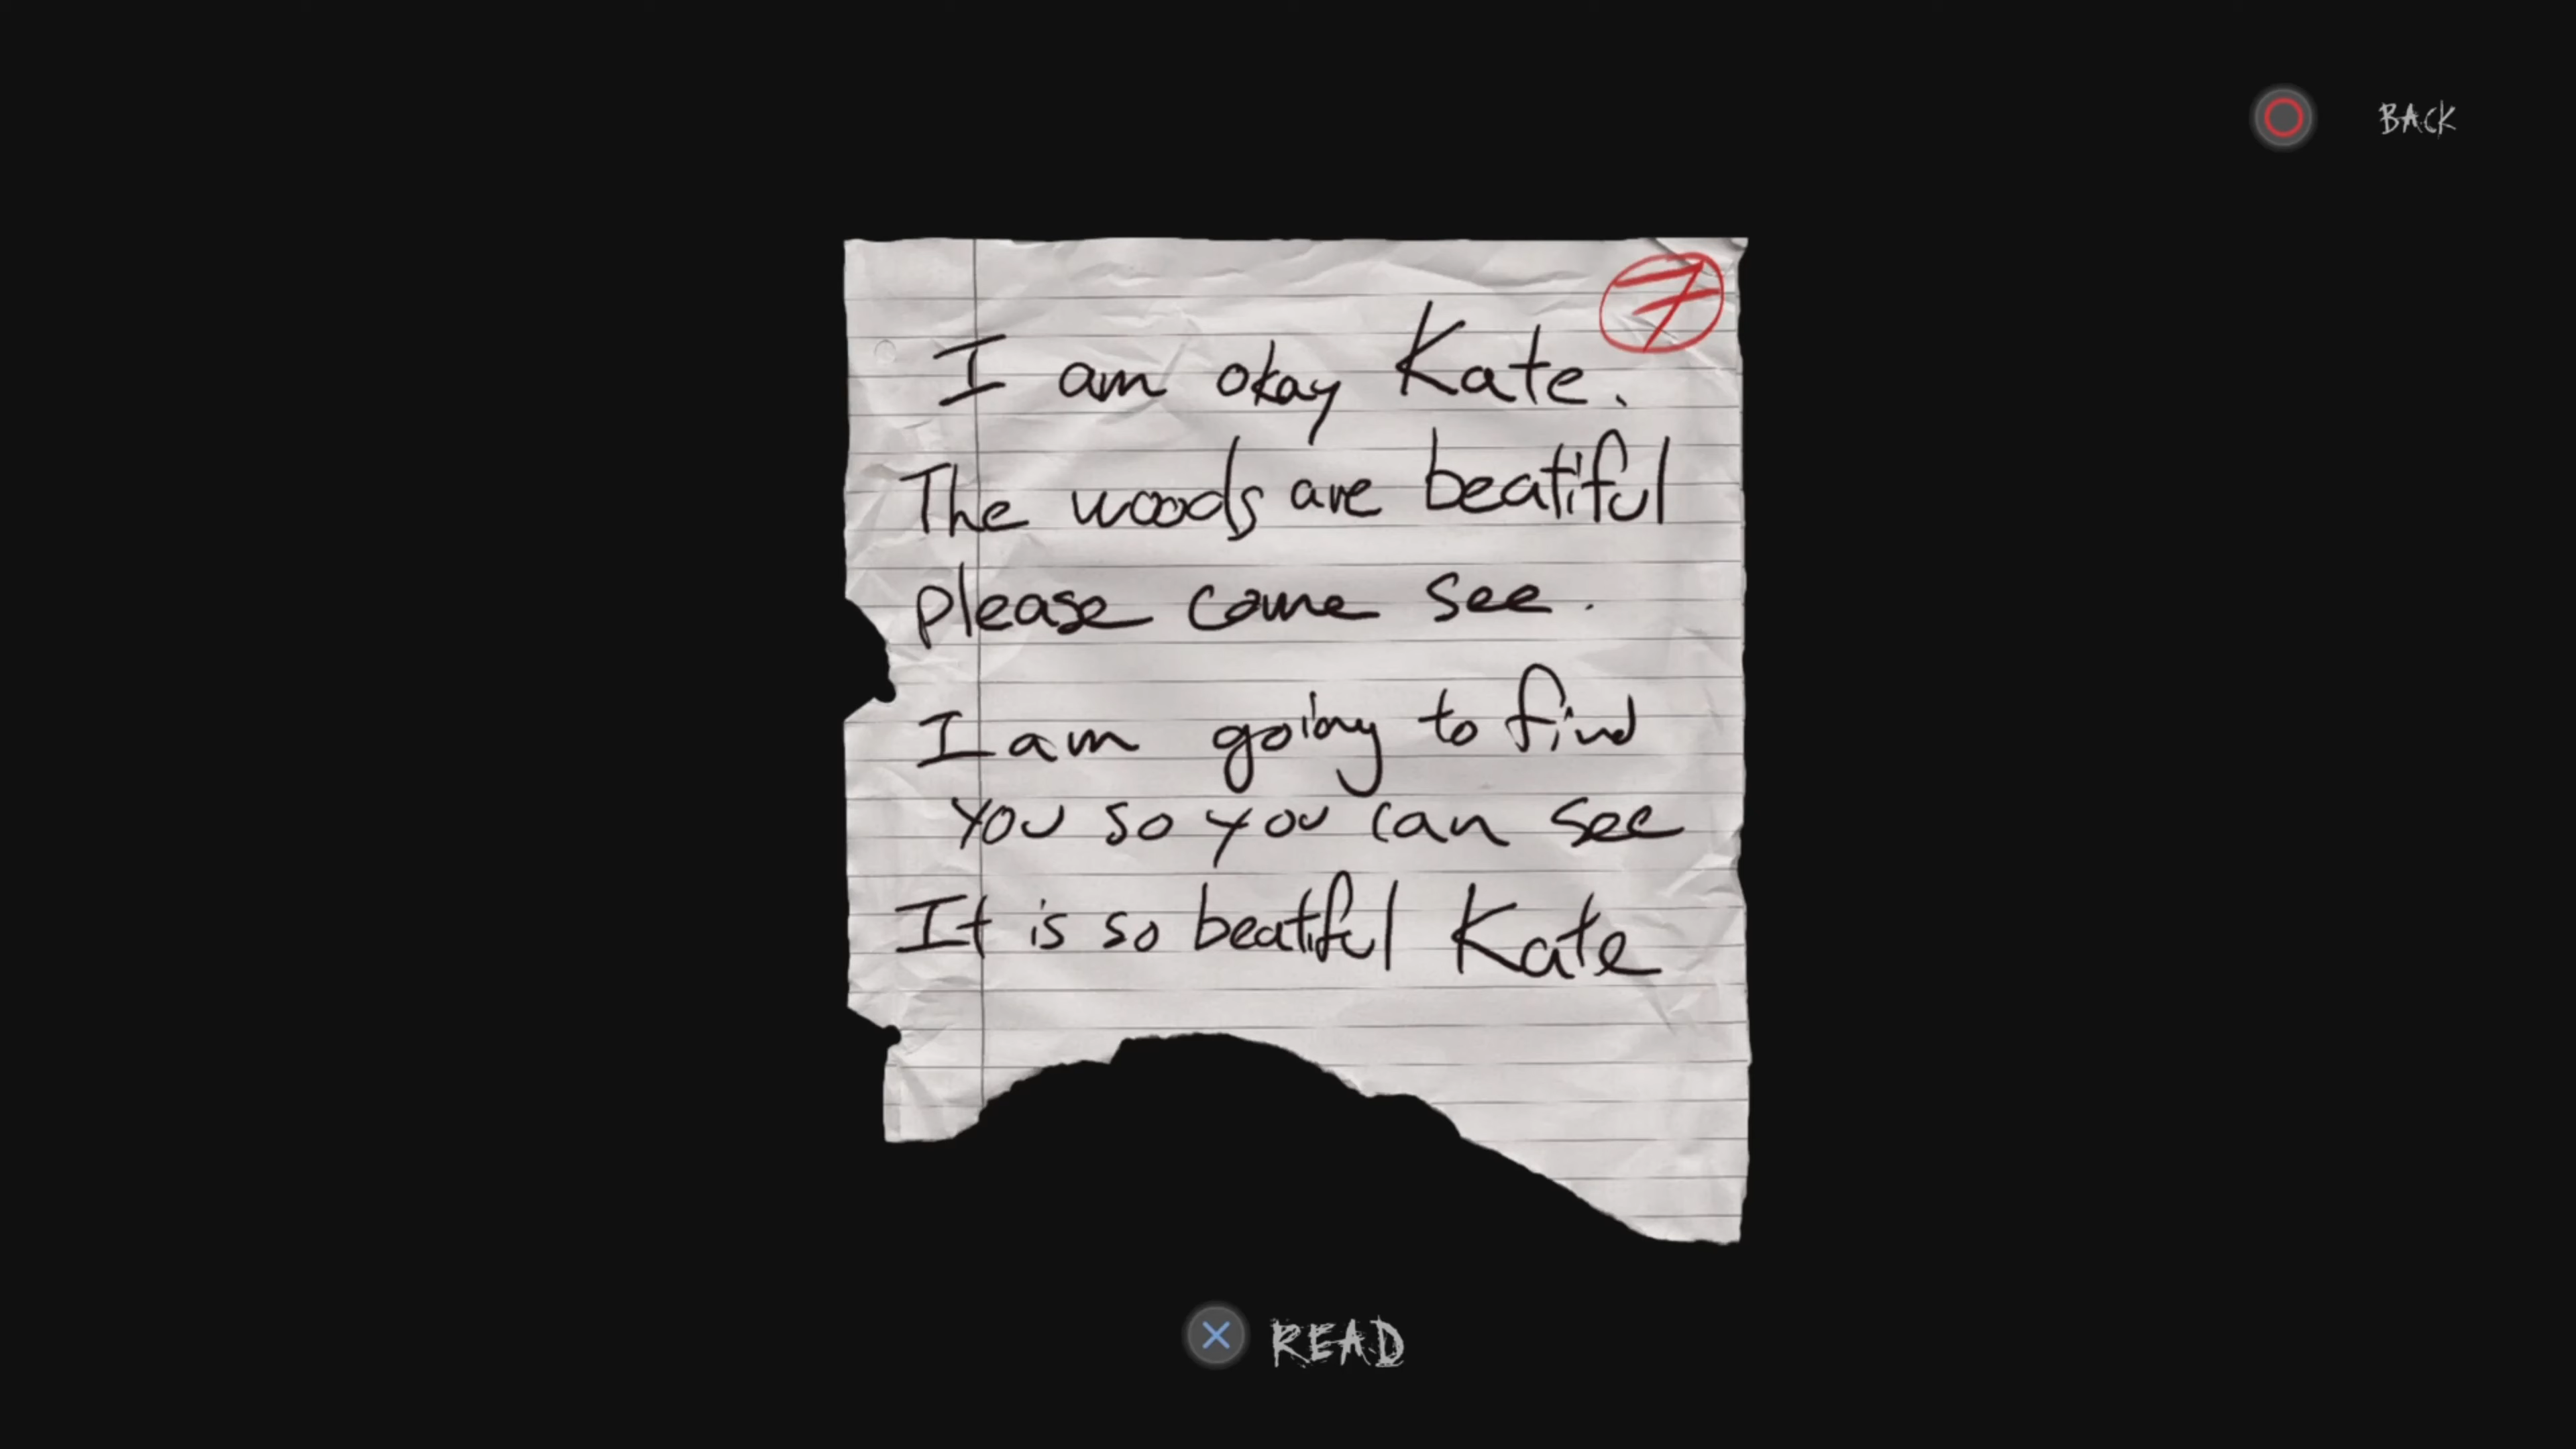 BACK
7
I am okay Kate.
The woods are beatiful
please come see.
I am going to find
you so you can see
It is so beatiful Kate
READ